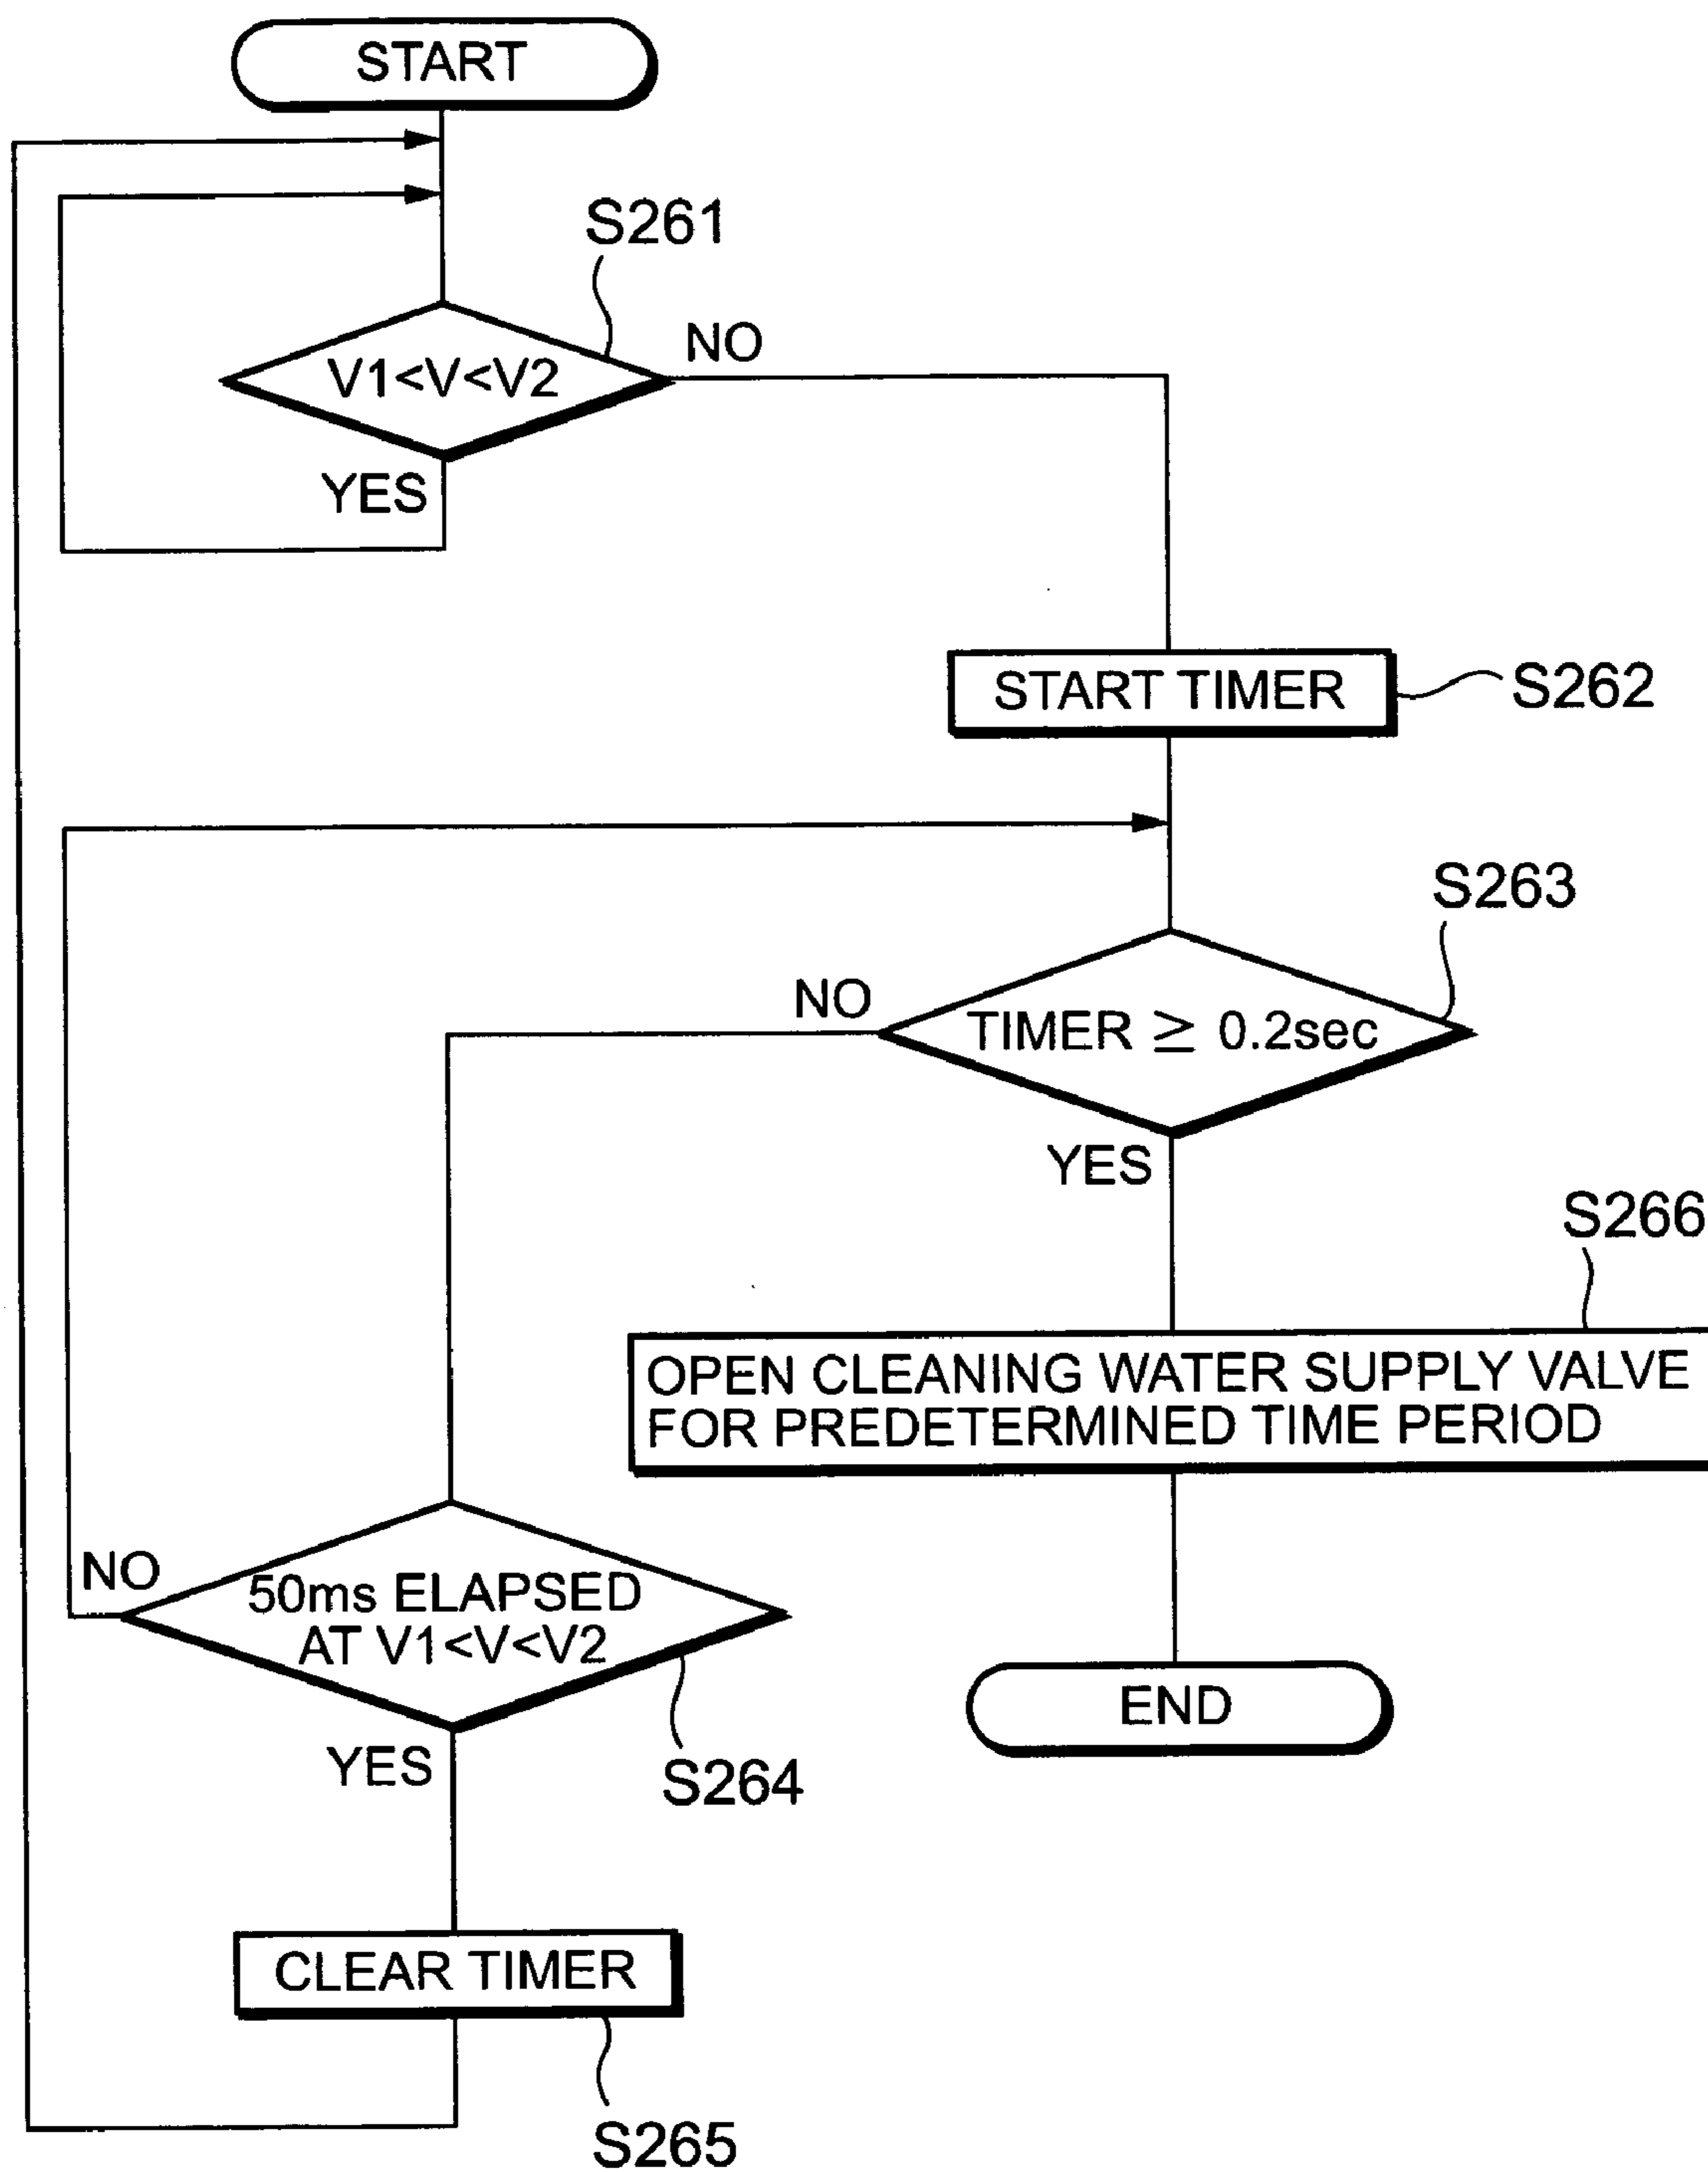 START
S261
V1<V<V2
NO
YES
START TIMER
S262
S263
NO
TIMER ≥ 0.2sec
YES
S266
OPEN CLEANING WATER SUPPLY VALVE
FOR PREDETERMINED TIME PERIOD
NO
50ms ELAPSED
AT V1<V<V2
END
YES
S264
CLEAR TIMER
S265